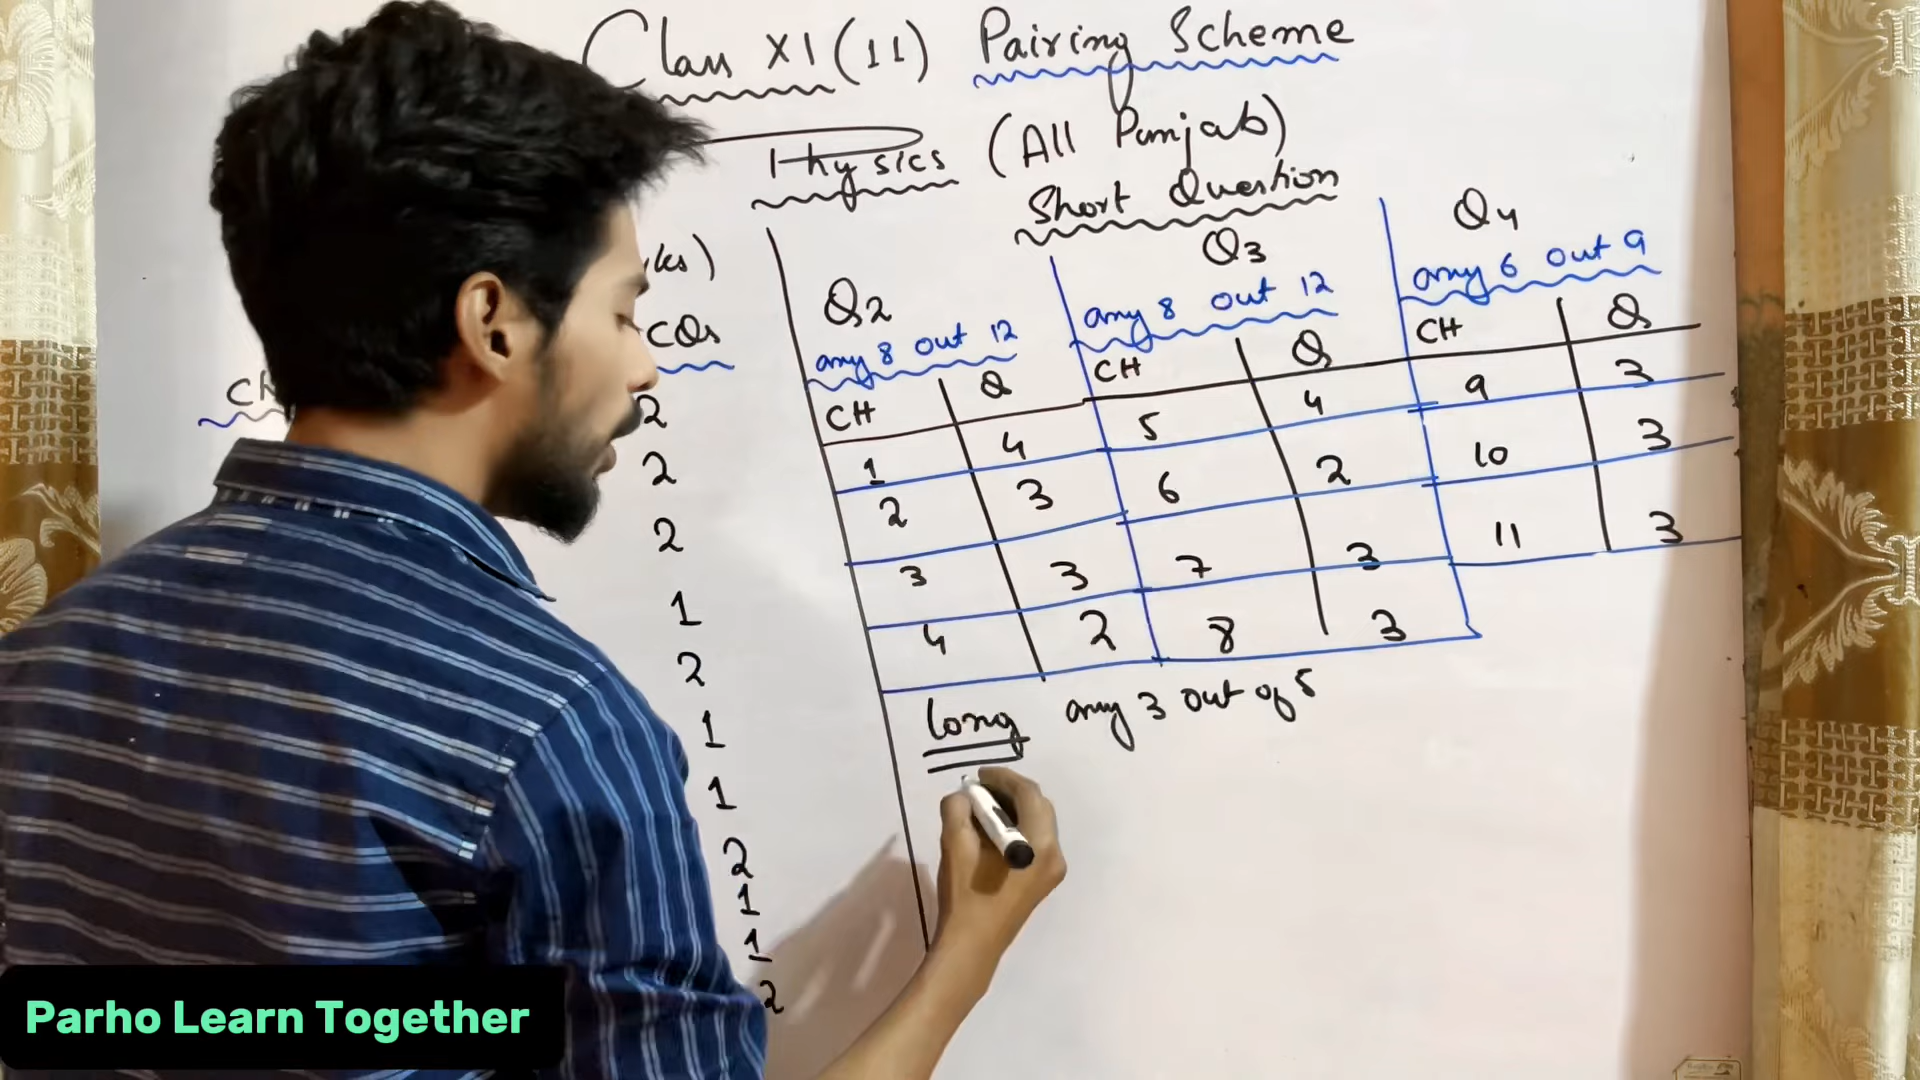 Class XI (11) Pairing Scheme
Physics (All Punjab)
Short Question
CQs
2
2
2
1
2
1
1
2
1
1
2
Q2
any 8 out 12
CH Q
1 4
2 3
3 3
4 2
Q3
any 8 out 12
CH Q
5 4
6 2
7 3
8 3
Q4
any 6 out 9
CH Q
9 3
10 3
11 3
long any 3 out of 5
Parho Learn Together